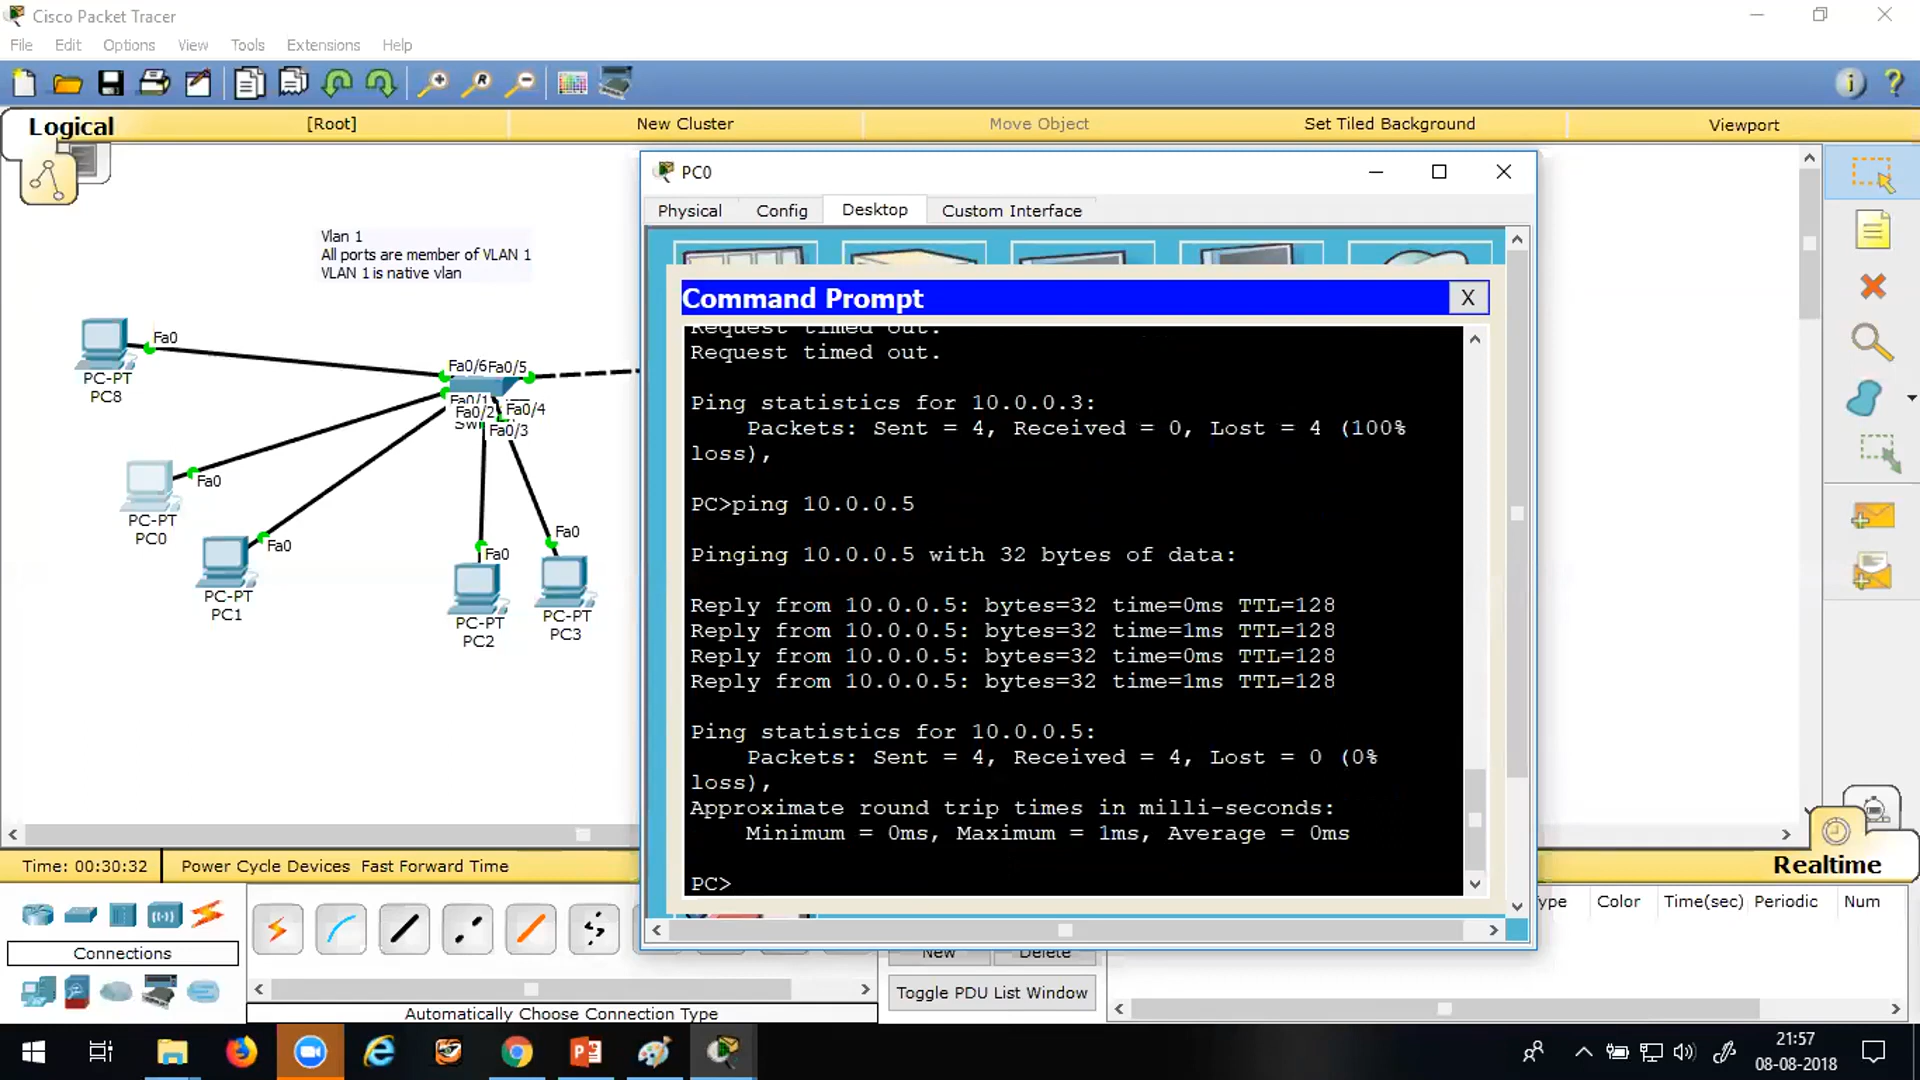 Cisco Packet Tracer
File Edit Options View Tools Extensions Help
Logical [Root] New Cluster Move Object Set Tiled Background Viewport
Vlan 1
All ports are member of VLAN 1
VLAN 1 is native vlan
Fa0
PC-PT
PC8
Fa0/6 Fa0/5
Fa0/1
Fa0/2 Fa0/4
Fa0/3
Fa0
PC-PT
PC0
Fa0
PC-PT
PC1
Fa0
PC-PT
PC2
Fa0
PC-PT
PC3
PC0
Physical Config Desktop Custom Interface
Command Prompt X
Request timed out.
Request timed out.
Ping statistics for 10.0.0.3:
Packets: Sent = 4, Received = 0, Lost = 4 (100%
loss),
PC>ping 10.0.0.5
Pinging 10.0.0.5 with 32 bytes of data:
Reply from 10.0.0.5: bytes=32 time=0ms TTL=128
Reply from 10.0.0.5: bytes=32 time=1ms TTL=128
Reply from 10.0.0.5: bytes=32 time=0ms TTL=128
Reply from 10.0.0.5: bytes=32 time=1ms TTL=128
Ping statistics for 10.0.0.5:
Packets: Sent = 4, Received = 4, Lost = 0 (0%
loss),
Approximate round trip times in milli-seconds:
Minimum = 0ms, Maximum = 1ms, Average = 0ms
PC>
Time: 00:30:32 Power Cycle Devices Fast Forward Time
Realtime
Color Time(sec) Periodic Num
Connections
New Delete
Toggle PDU List Window
Automatically Choose Connection Type
21:57
08-08-2018